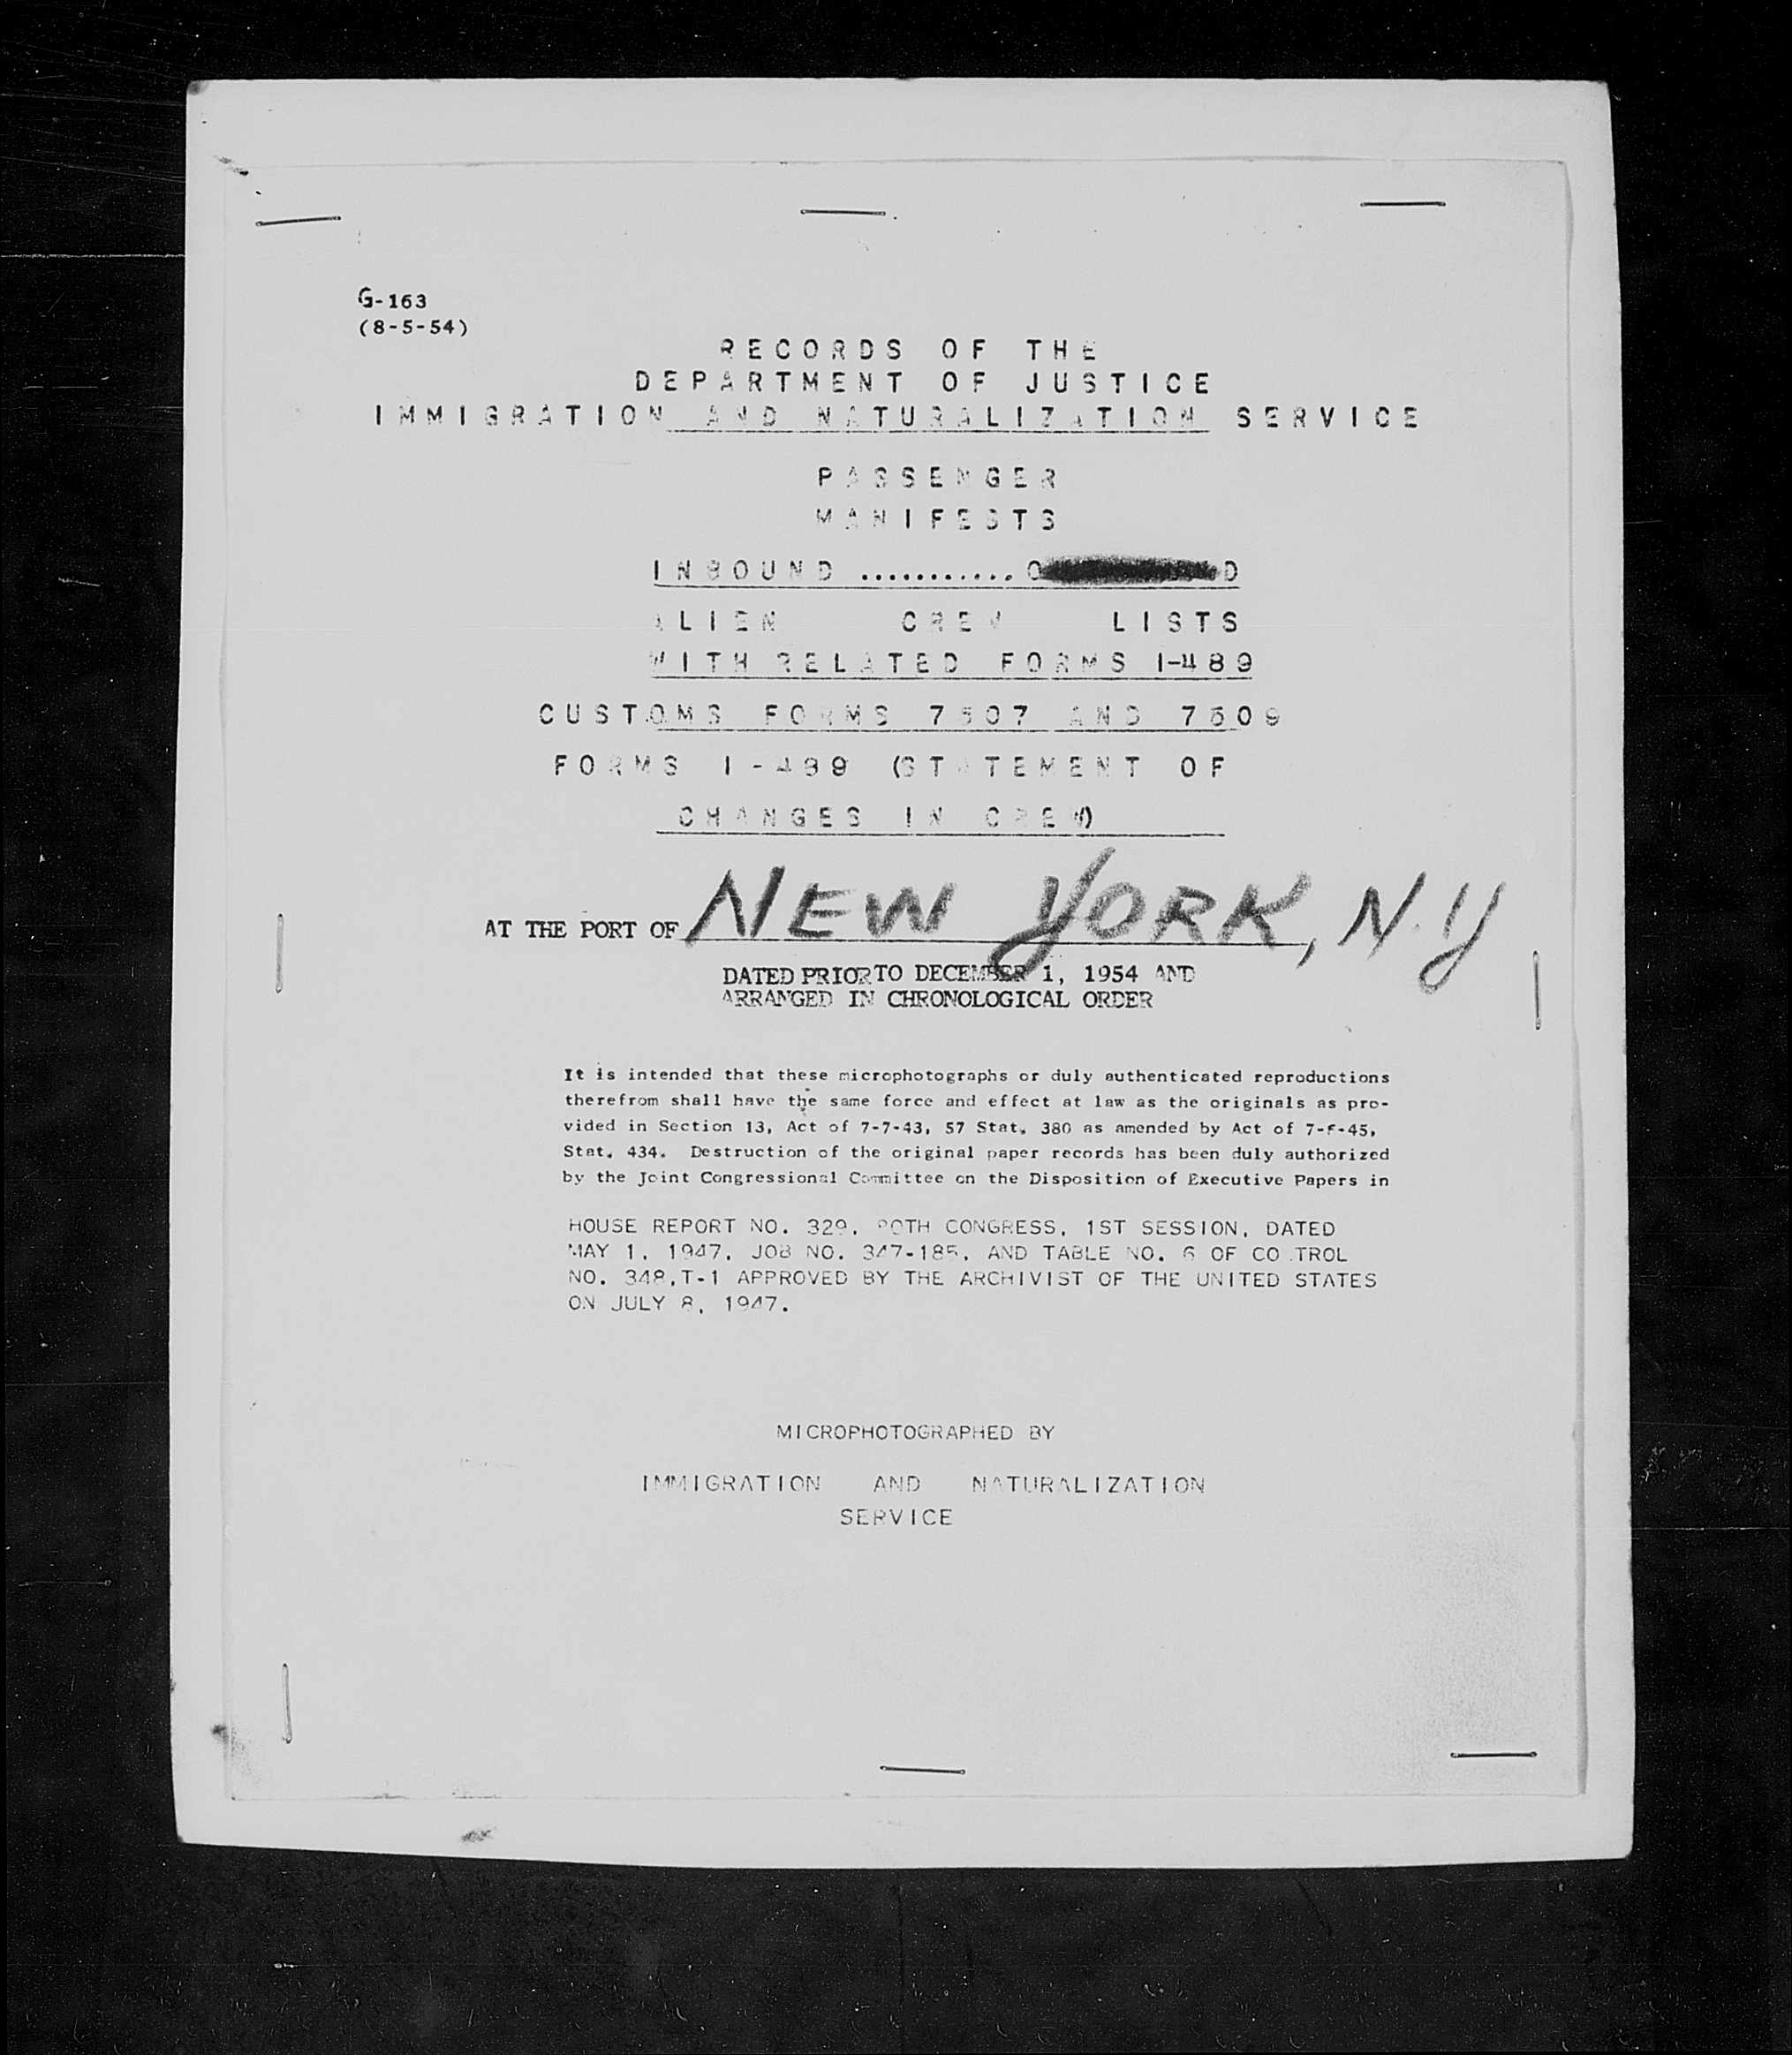 G-163
(8-5-54)
RECORDS OF THE
DEPARTMENT OF JUSTICE
IMMIGRATION AND NATURALIZATION SERVICE
PASSENGER
MANIFESTS
INBOUND ...........O D
ALIEN CREW LISTS
WITH RELATED FORMS I-489
CUSTOMS FORMS 7507 AND 7509
FORMS I-489 (STATEMENT OF
CHANGES IN CREW)
AT THE PORT OF NEW YORK, N.Y
DATED PRIOR TO DECEMBER 1, 1954 AND
ARRANGED IN CHRONOLOGICAL ORDER
It is intended that these microphotographs or duly authenticated reproductions
therefrom shall have the same force and effect at law as the originals as pro-
vided in Section 13, Act of 7-7-43, 57 Stat. 380 as amended by Act of
Stat. 434. Destruction of the original paper records has been duly authorized
by the Joint Congressional Committee on the Disposition of Executive Papers in
HOUSE REPORT NO. 329, 80TH CONGRESS, 1ST SESSION, DATED
MAY 1, 1947, JOB NO. 347-185, AND TABLE NO. 6 OF CO TROL
NO. 348,T-1 APPROVED BY THE ARCHIVIST OF THE UNITED STATES
ON JULY 8, 1947.
MICROPHOTOGRAPHED BY
IMMIGRATION AND NATURALIZATION
SERVICE